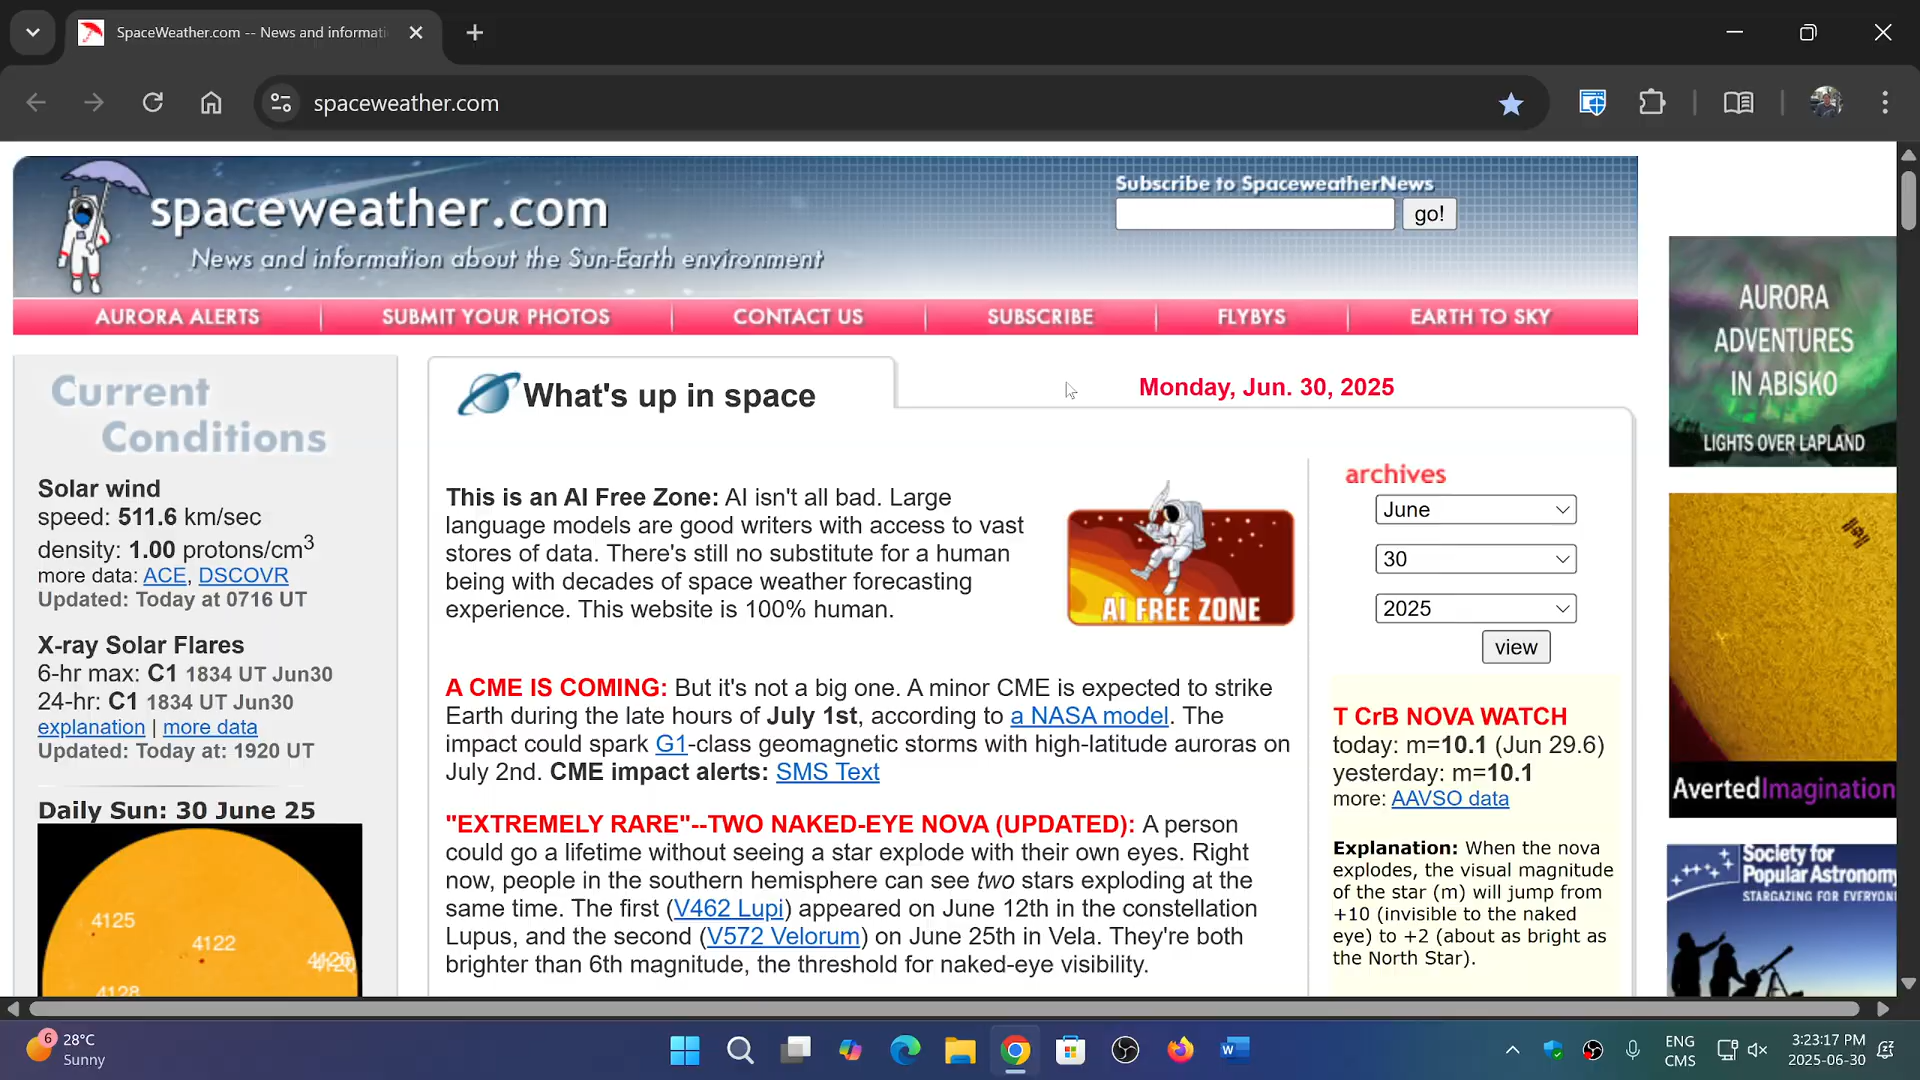 SpaceWeather.com -- News and informati
spaceweather.com
spaceweather.com
News and information about the Sun-Earth environment
Subscribe to SpaceweatherNews
go!
AURORA ALERTS
SUBMIT YOUR PHOTOS
CONTACT US
SUBSCRIBE
FLYBYS
EARTH TO SKY
Current
Conditions
Solar wind
speed: 511.6 km/sec
density: 1.00 protons/cm3
more data: ACE, DSCOVR
Updated: Today at 0716 UT
X-ray Solar Flares
6-hr max: C1 1834 UT Jun30
24-hr: C1 1834 UT Jun30
explanation | more data
Updated: Today at: 1920 UT
Daily Sun: 30 June 25
4125
4122
4128
What's up in space
Monday, Jun. 30, 2025
This is an AI Free Zone: AI isn't all bad. Large
language models are good writers with access to vast
stores of data. There's still no substitute for a human
being with decades of space weather forecasting
experience. This website is 100% human.
AI FREE ZONE
A CME IS COMING: But it's not a big one. A minor CME is expected to strike
Earth during the late hours of July 1st, according to a NASA model. The
impact could spark G1-class geomagnetic storms with high-latitude auroras on
July 2nd. CME impact alerts: SMS Text
"EXTREMELY RARE"--TWO NAKED-EYE NOVA (UPDATED): A person
could go a lifetime without seeing a star explode with their own eyes. Right
now, people in the southern hemisphere can see two stars exploding at the
same time. The first (V462 Lupi) appeared on June 12th in the constellation
Lupus, and the second (V572 Velorum) on June 25th in Vela. They're both
brighter than 6th magnitude, the threshold for naked-eye visibility.
archives
June
30
2025
view
T CrB NOVA WATCH
today: m=10.1 (Jun 29.6)
yesterday: m=10.1
more: AAVSO data
Explanation: When the nova
explodes, the visual magnitude
of the star (m) will jump from
+10 (invisible to the naked
eye) to +2 (about as bright as
the North Star).
AURORA
ADVENTURES
IN ABISKO
LIGHTS OVER LAPLAND
AvertedImagination
Society for
Popular Astronomy
STARGAZING FOR EVERYON
6
28°C
Sunny
ENG
CMS
3:23:17 PM
2025-06-30